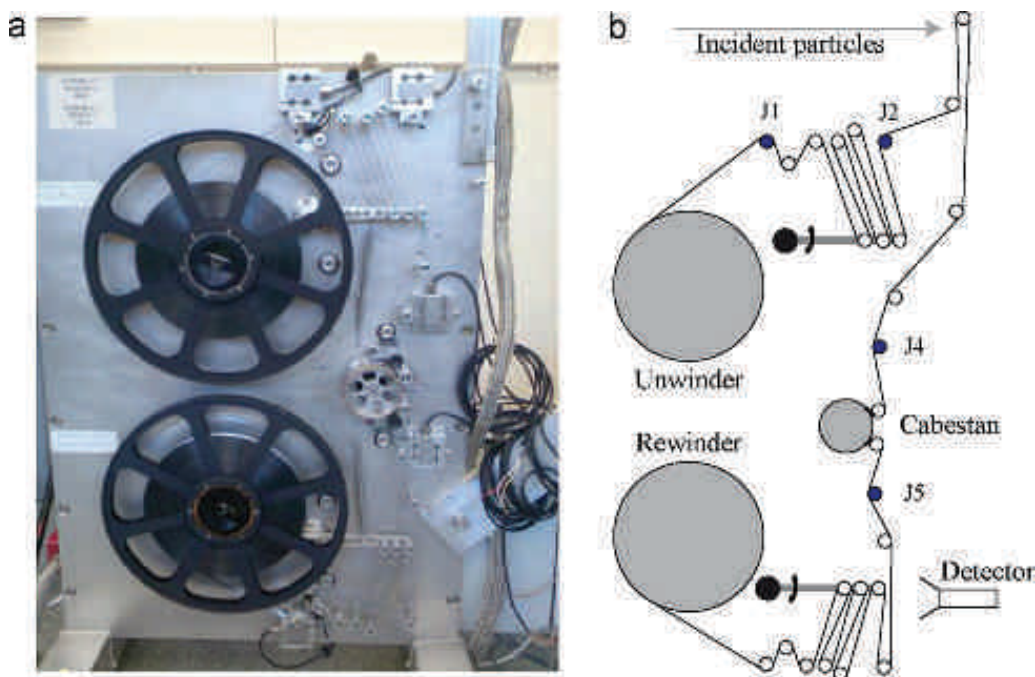 a
b
Incident particles
J1
J2
Unwinder
J4
Cabestan
Rewinder
J5
Detector